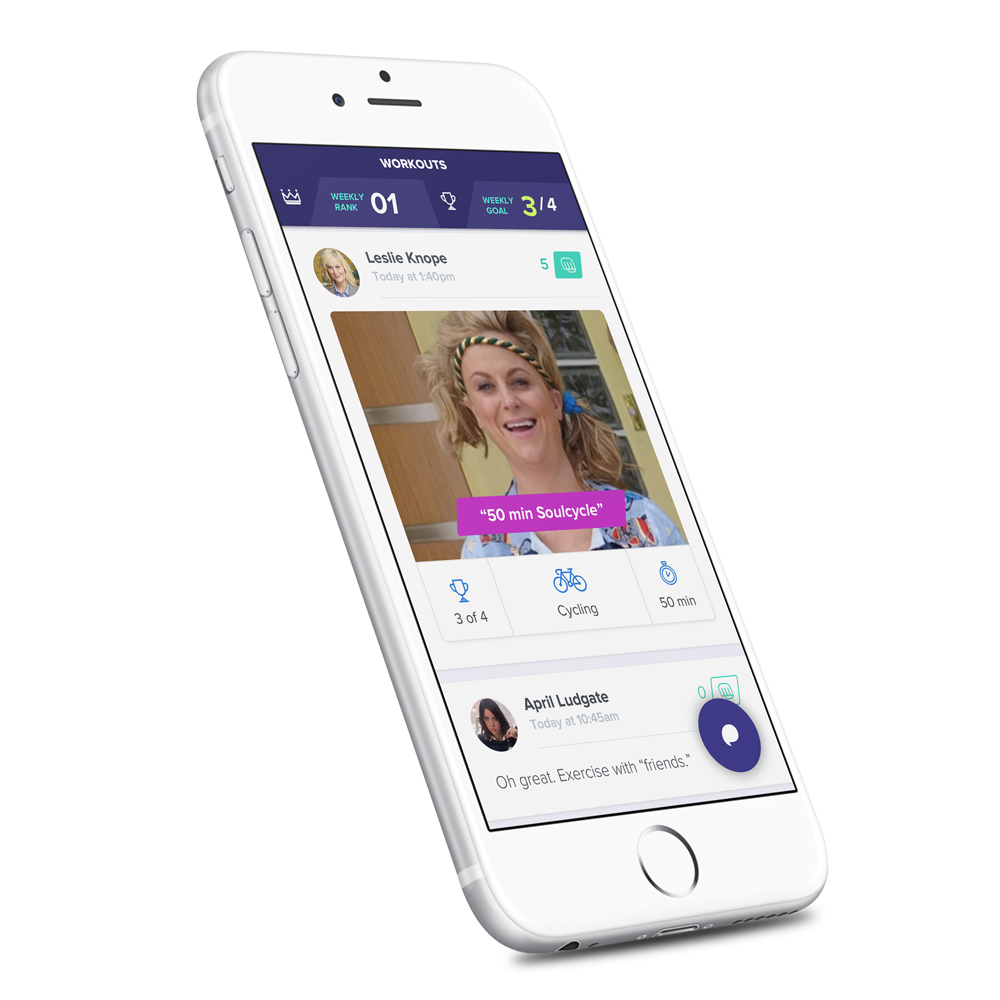 WORKOUTS
WEEKLY RANK 01
WEEKLY GOAL 3/4
Leslie Knope
Today at 1:40pm
5
“50 min Soulcycle”
3 of 4
Cycling
50 min
April Ludgate
Today at 10:45am
0
Oh great. Exercise with “friends.”